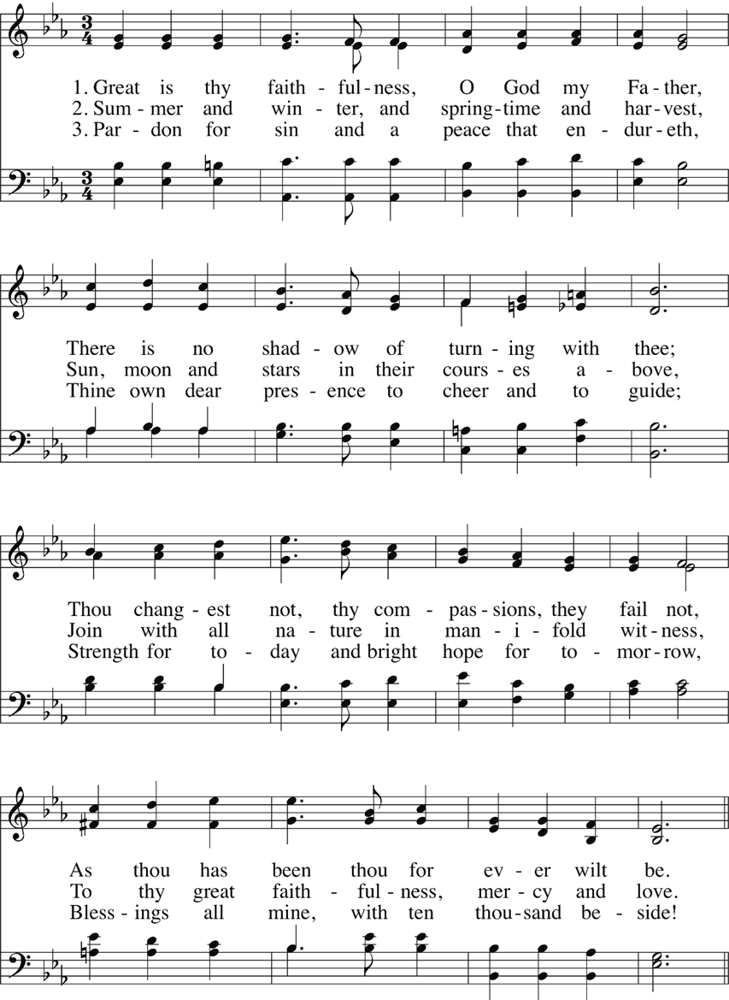 3
4
1. Great is thy faith - ful - ness, O God my Fa - ther,
2. Sum - mer and win - ter, and spring - time and har - vest,
3. Par - don for sin and a peace that en - dur - eth,
3
4
There is no shad - ow of turn - ing with thee;
Sun, moon and stars in their cours - es a - bove,
Thine own dear pres - ence to cheer and to guide;
Thou chang - est not, thy com - pas - sions, they fail not,
Join with all na - ture in man - i - fold wit - ness,
Strength for to - day and bright hope for to - mor - row,
As thou has been thou for ev - er wilt be.
To thy great faith - ful - ness, mer - cy and love.
Bless - ings all mine, with ten thou - sand be - side!